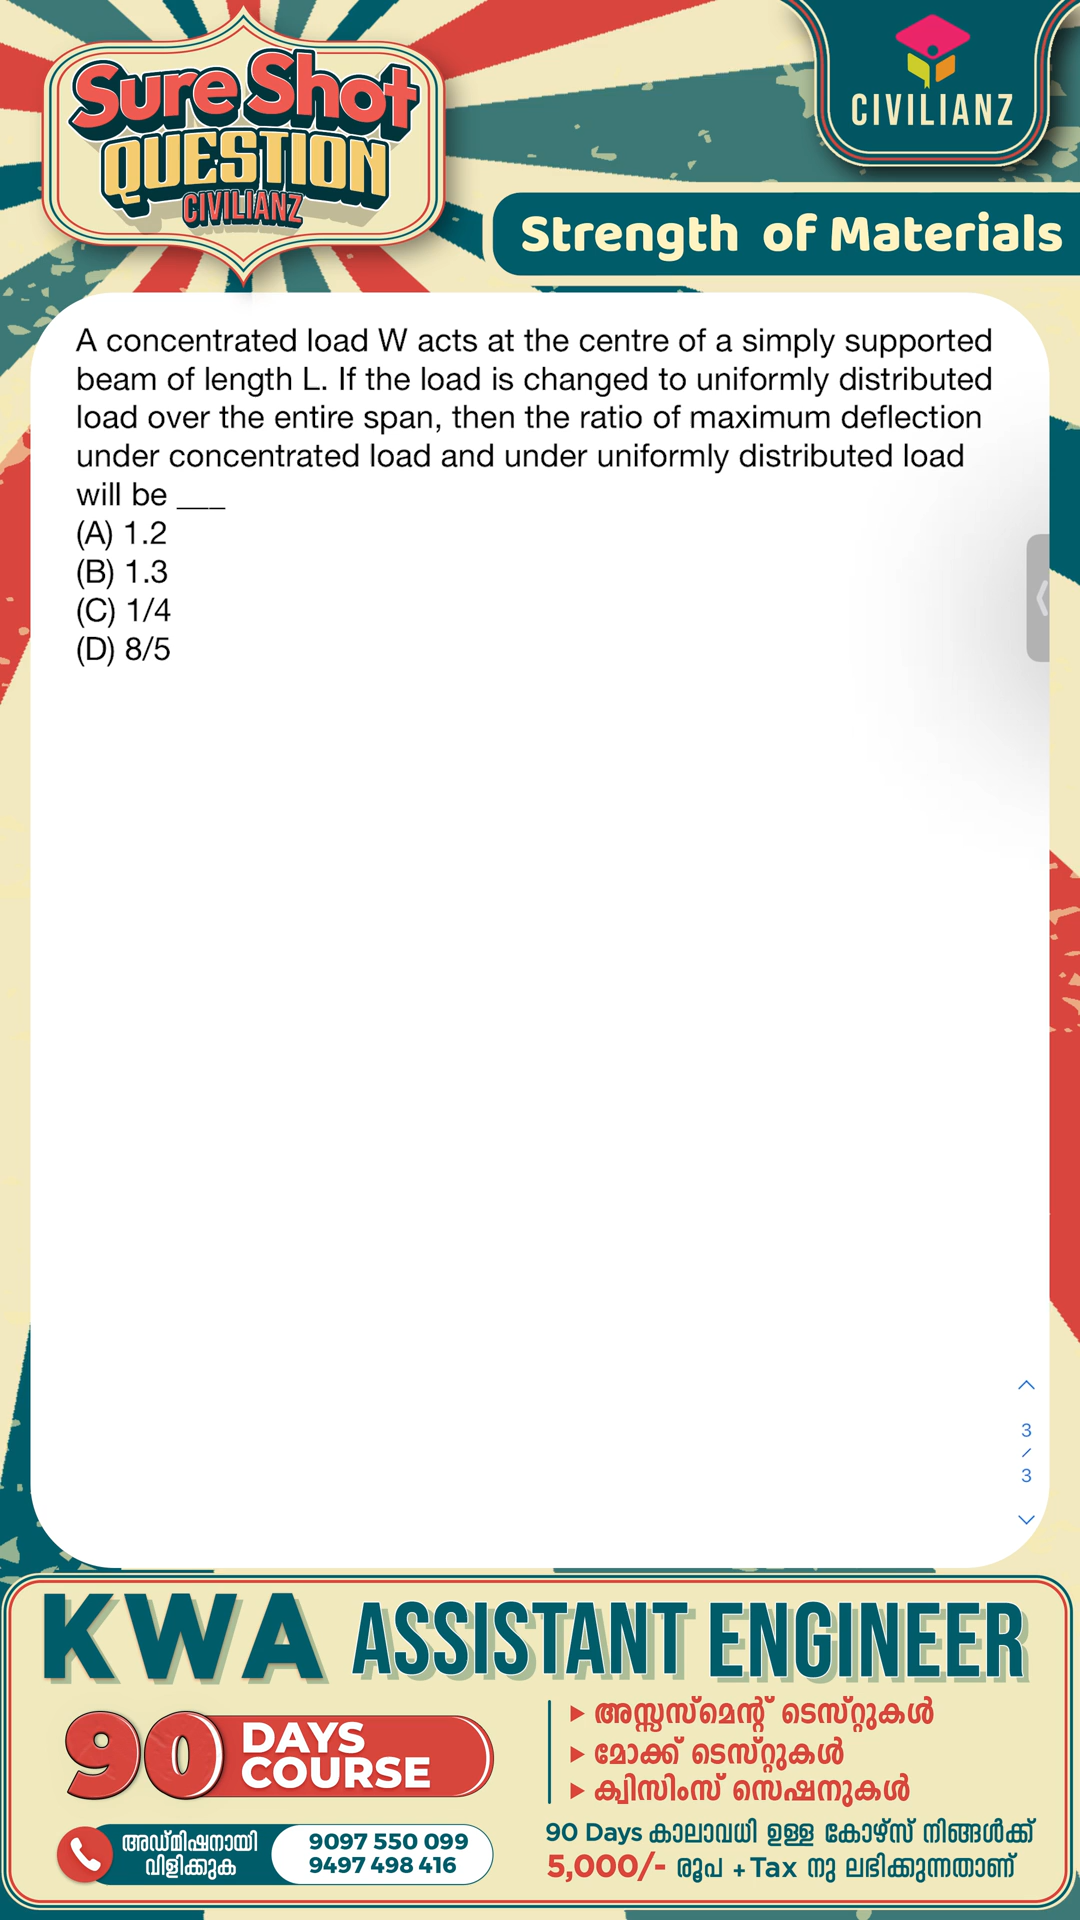 Sure Shot
QUESTION
CIVILIANZ
CIVILIANZ
Strength of Materials
A concentrated load W acts at the centre of a simply supported
beam of length L. If the load is changed to uniformly distributed
load over the entire span, then the ratio of maximum deflection
under concentrated load and under uniformly distributed load
will be ___
(A) 1.2
(B) 1.3
(C) 1/4
(D) 8/5
3
/
3
KWA ASSISTANT ENGINEER
90 DAYS
COURSE
അഡ്മിഷനായി
വിളിക്കുക
9097 550 099
9497 498 416
അസ്സസ്മെന്റ് ടെസ്റ്റുകൾ
മോക്ക് ടെസ്റ്റുകൾ
ക്വിസിംസ് സെഷനുകൾ
90 Days കാലാവധി ഉള്ള കോഴ്സ് നിങ്ങൾക്ക്
5,000/- രൂപ +Tax നു ലഭിക്കുന്നതാണ്